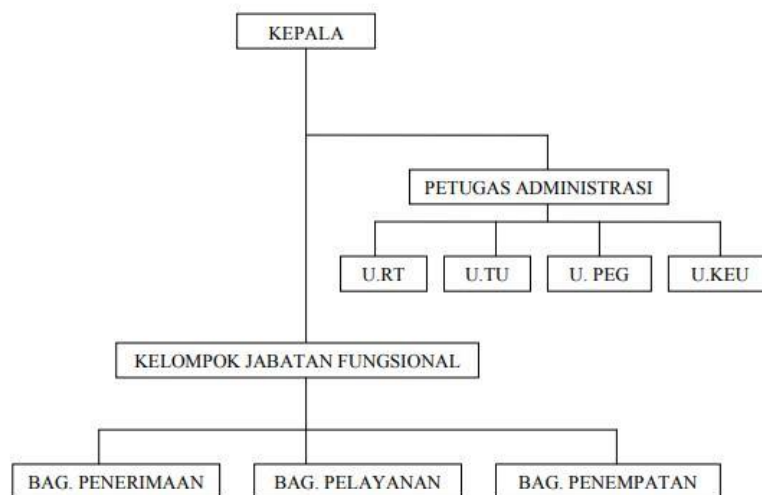 KEPALA
PETUGAS ADMINISTRASI
U.RT
U.TU
U. PEG
U.KEU
KELOMPOK JABATAN FUNGSIONAL
BAG. PENERIMAAN
BAG. PELAYANAN
BAG. PENEMPATAN